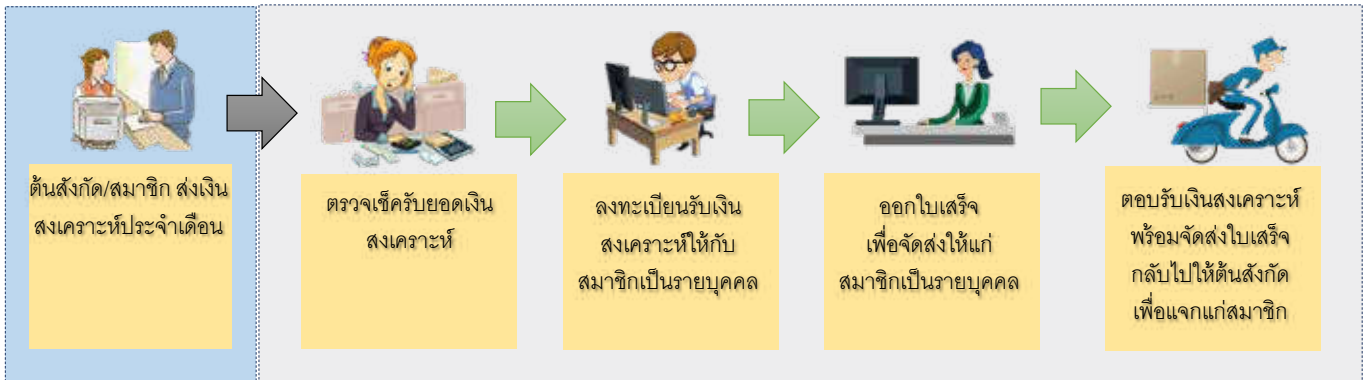 ต้นสังกัด/สมาชิก ส่งเงิน
สงเคราะห์ประจำเดือน
ตรวจเช็ครับยอดเงิน
สงเคราะห์
ลงทะเบียนรับเงิน
สงเคราะห์ให้กับ
สมาชิกเป็นรายบุคคล
ออกใบเสร็จ
เพื่อจัดส่งให้แก่
สมาชิกเป็นรายบุคคล
ตอบรับเงินสงเคราะห์
พร้อมจัดส่งใบเสร็จ
กลับไปให้ต้นสังกัด
เพื่อแจกแก่สมาชิก